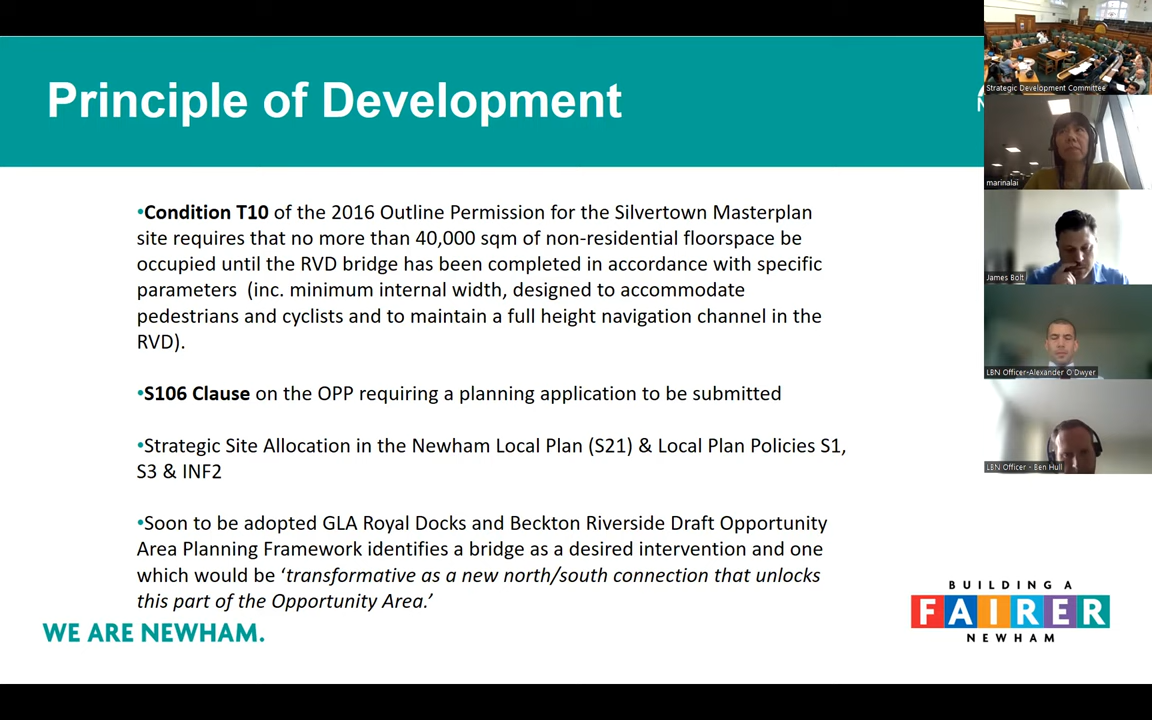 Principle of Development
•Condition T10 of the 2016 Outline Permission for the Silvertown Masterplan
site requires that no more than 40,000 sqm of non-residential floorspace be
occupied until the RVD bridge has been completed in accordance with specific
parameters (inc. minimum internal width, designed to accommodate
pedestrians and cyclists and to maintain a full height navigation channel in the
RVD).
•S106 Clause on the OPP requiring a planning application to be submitted
•Strategic Site Allocation in the Newham Local Plan (S21) & Local Plan Policies S1,
S3 & INF2
•Soon to be adopted GLA Royal Docks and Beckton Riverside Draft Opportunity
Area Planning Framework identifies a bridge as a desired intervention and one
which would be ‘transformative as a new north/south connection that unlocks
this part of the Opportunity Area.’
WE ARE NEWHAM.
BUILDING A
FAIRER
NEWHAM
Strategic Development Committee
marinalai
James Bolt
LBN Officer-Alexander O Dwyer
LBN Officer - Ben Hull